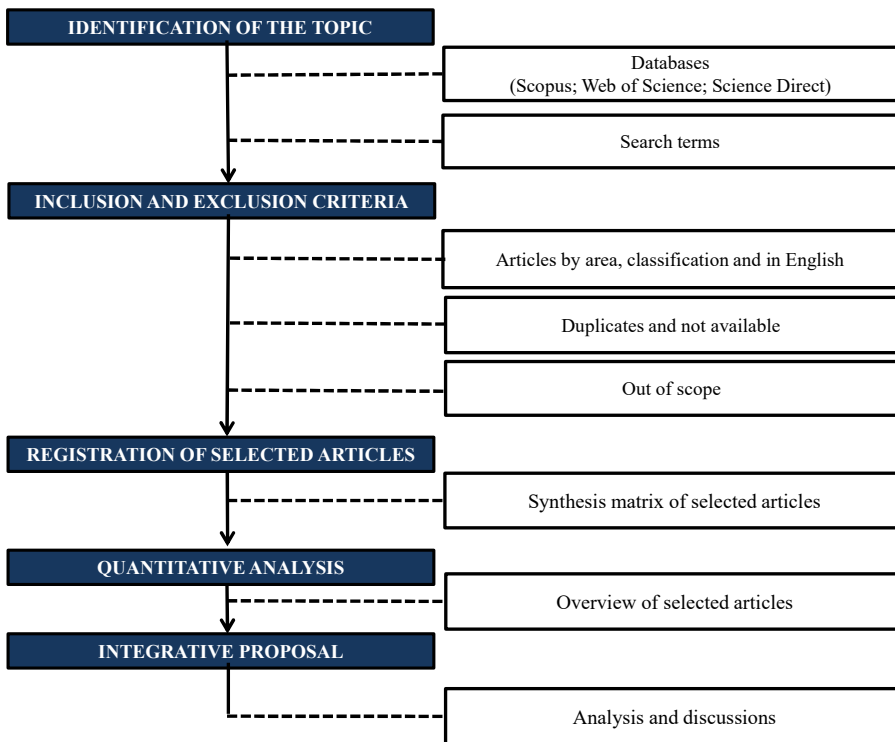 IDENTIFICATION OF THE TOPIC
Databases
(Scopus; Web of Science; Science Direct)
Search terms
INCLUSION AND EXCLUSION CRITERIA
Articles by area, classification and in English
Duplicates and not available
Out of scope
REGISTRATION OF SELECTED ARTICLES
Synthesis matrix of selected articles
QUANTITATIVE ANALYSIS
Overview of selected articles
INTEGRATIVE PROPOSAL
Analysis and discussions